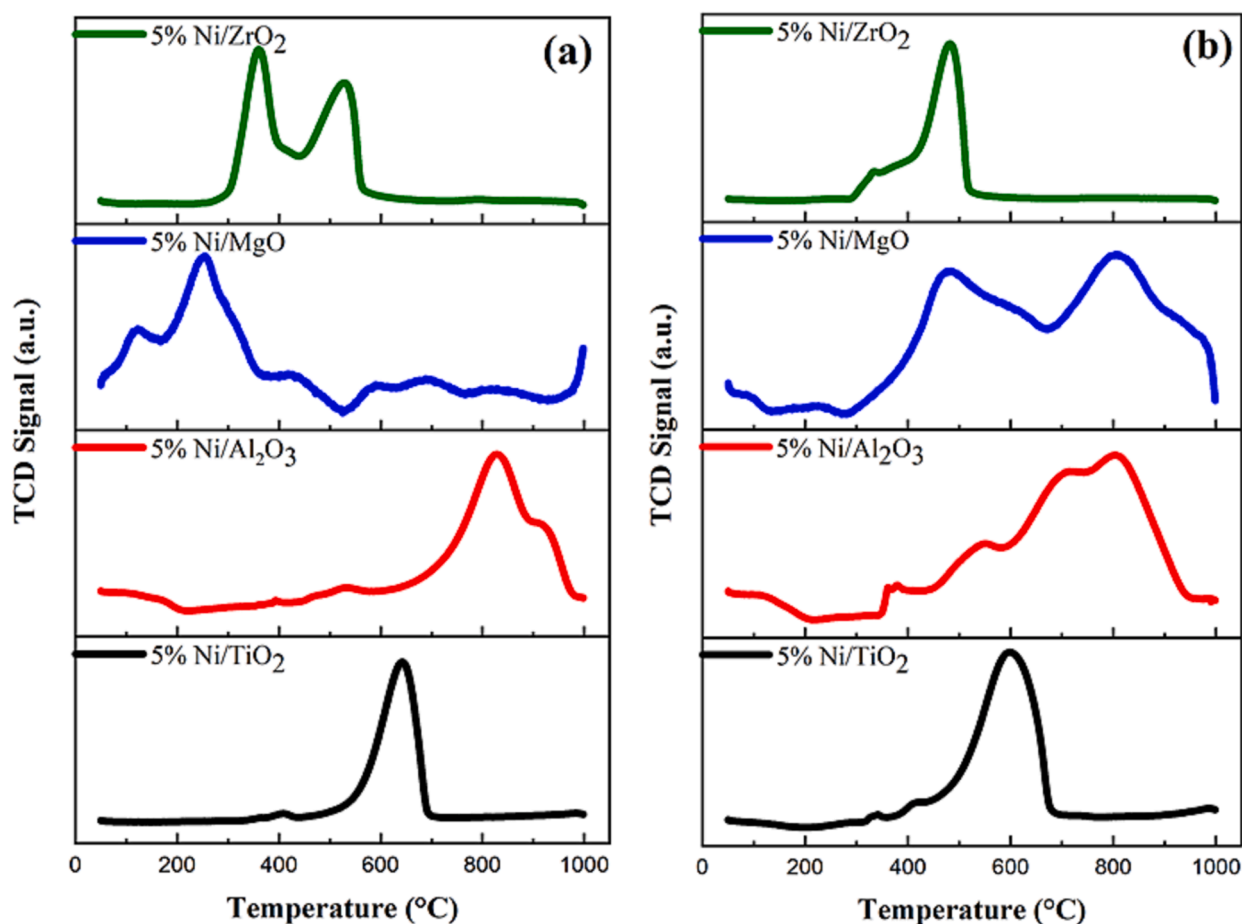 5% Ni/ZrO₂
(a)
5% Ni/MgO
5% Ni/Al₂O₃
5% Ni/TiO₂
TCD Signal (a.u.)
0 200 400 600 800 1000
Temperature (°C)
5% Ni/ZrO₂
(b)
5% Ni/MgO
5% Ni/Al₂O₃
5% Ni/TiO₂
TCD Signal (a.u.)
0 200 400 600 800 1000
Temperature (°C)